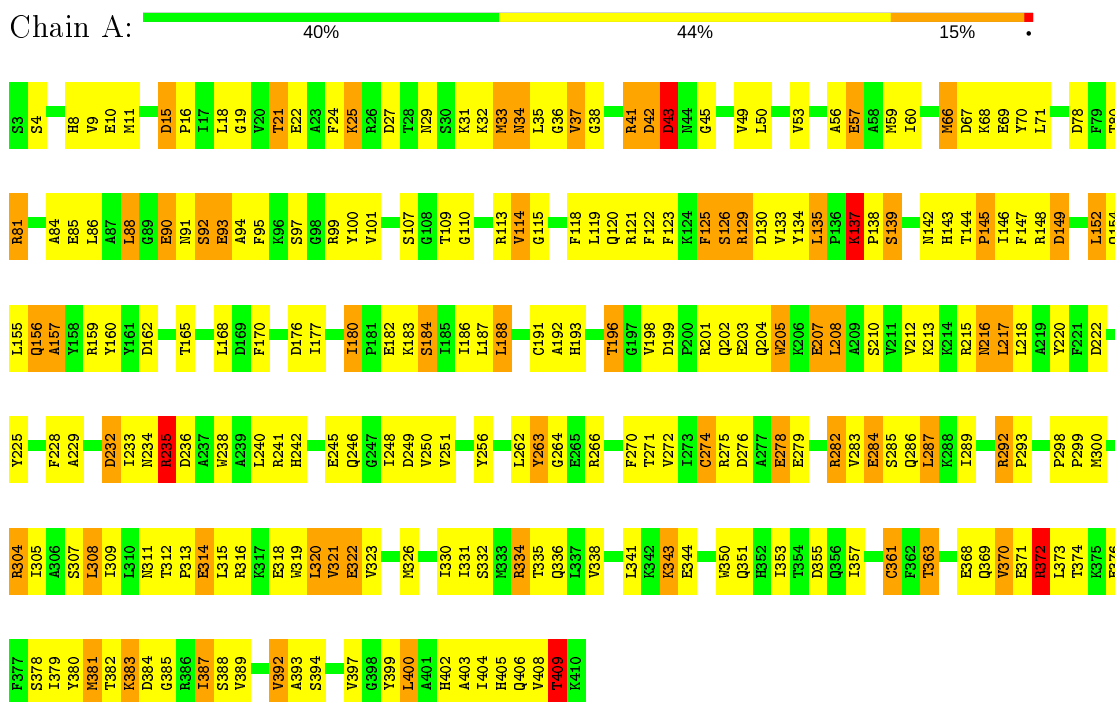 Chain A:
40% 44% 15% •
S3 S4 H8 V9 E10 M11 D15 P16 I17 L18 G19 V20 T21 E22 A23 F24 K25 R26 D27 T28 N29 S30 K31 K32 M33 N34 L35 G36 V37 G38 R41 D42 D43 N44 G45 V49 L50 V53 A56 E57 A58 M59 I60 M66 D67 K68 E69 Y70 L71 D78 F79 T80
R81 A84 E85 L86 A87 L88 G89 E90 N91 S92 E93 A94 F95 K96 S97 G98 R99 Y100 V101 S107 G108 T109 G110 R113 V114 G115 F118 L119 Q120 R121 F122 F123 K124 F125 S126 R129 D130 V133 Y134 L135 P136 K137 P138 S139 N142 H143 T144 P145 I146 F147 R148 D149 L152 Q154
L155 Q156 A157 Y158 R159 Y160 Y161 D162 T165 L168 D169 F170 D176 I177 I180 P181 E182 K183 S184 I185 I186 L187 L188 C191 A192 H193 T196 G197 V198 D199 P200 R201 Q202 E203 Q204 W205 K206 E207 L208 A209 S210 V211 V212 K213 K214 R215 N216 L217 L218 A219 Y220 F221 D222
Y225 F228 A229 D232 I233 N234 R235 D236 A237 W238 A239 L240 R241 H242 E245 Q246 G247 I248 D249 V250 V251 Y256 L262 Y263 G264 E265 R266 F270 T271 V272 I273 C274 R275 D276 A277 E278 E279 R282 V283 E284 S285 Q286 L287 K288 I289 R292 P293 P298 P299 M300
R304 I305 A306 S307 L308 I309 L310 N311 T312 P313 E314 L315 R316 K317 E318 W319 L320 V321 E322 V323 M326 I330 I331 S332 M333 R334 T335 Q336 L337 V338 L341 K342 K343 E344 W350 Q351 H352 I353 T354 D355 Q356 I357 C361 F362 T363 E368 Q369 V370 E371 R372 L373 T374 K375 E376
F377 S378 I379 Y380 M381 T382 K383 D384 G385 R386 I387 S388 V389 V392 A393 S394 V397 G398 Y399 L400 A401 H402 A403 I404 H405 Q406 V408 T409 K410